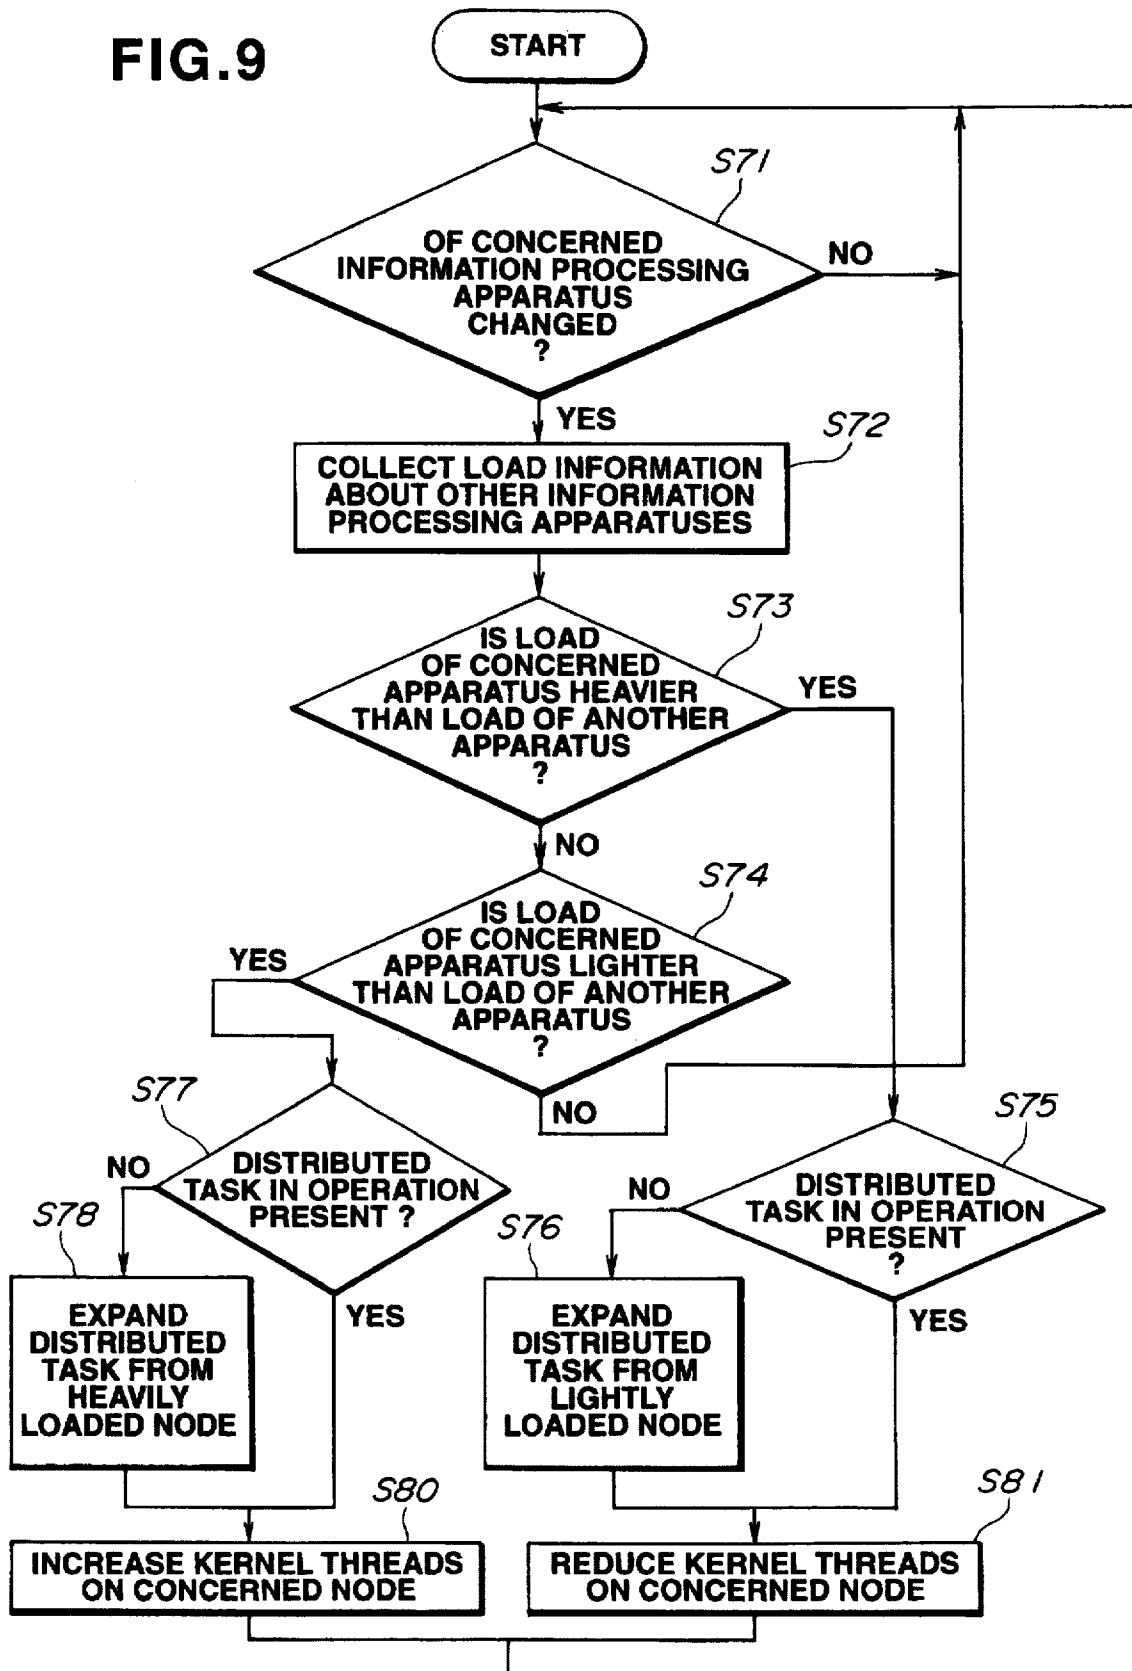 FIG.9
START
S71
OF CONCERNED
INFORMATION PROCESSING
APPARATUS
CHANGED
?
NO
YES
S72
COLLECT LOAD INFORMATION
ABOUT OTHER INFORMATION
PROCESSING APPARATUSES
S73
IS LOAD
OF CONCERNED
APPARATUS HEAVIER
THAN LOAD OF ANOTHER
APPARATUS
?
YES
NO
S74
IS LOAD
OF CONCERNED
APPARATUS LIGHTER
THAN LOAD OF ANOTHER
APPARATUS
?
YES
NO
S77
DISTRIBUTED
TASK IN OPERATION
PRESENT ?
NO
YES
S75
DISTRIBUTED
TASK IN OPERATION
PRESENT
?
NO
YES
S78
EXPAND
DISTRIBUTED
TASK FROM
HEAVILY
LOADED NODE
S76
EXPAND
DISTRIBUTED
TASK FROM
LIGHTLY
LOADED NODE
S80
INCREASE KERNEL THREADS
ON CONCERNED NODE
S81
REDUCE KERNEL THREADS
ON CONCERNED NODE